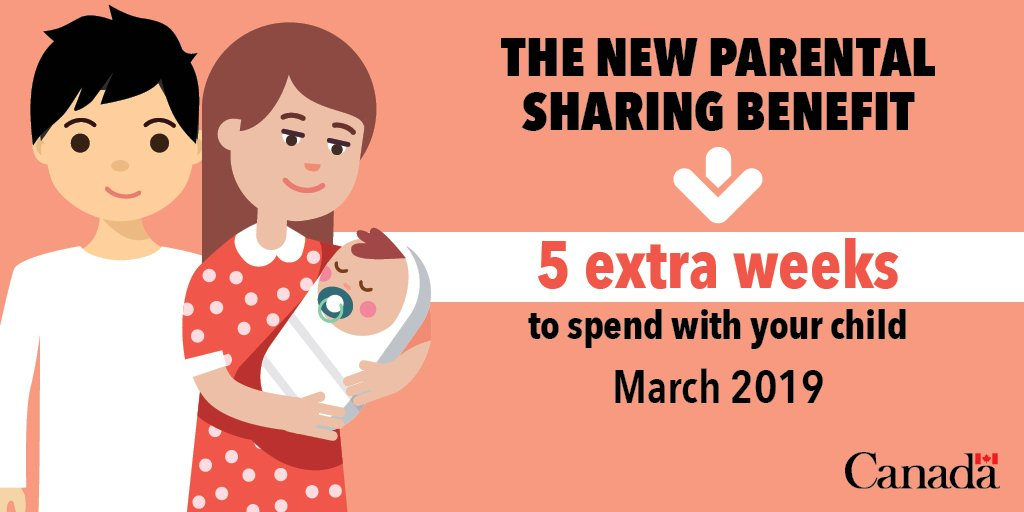 THE NEW PARENTAL
SHARING BENEFIT
5 extra weeks
to spend with your child
March 2019
Canada